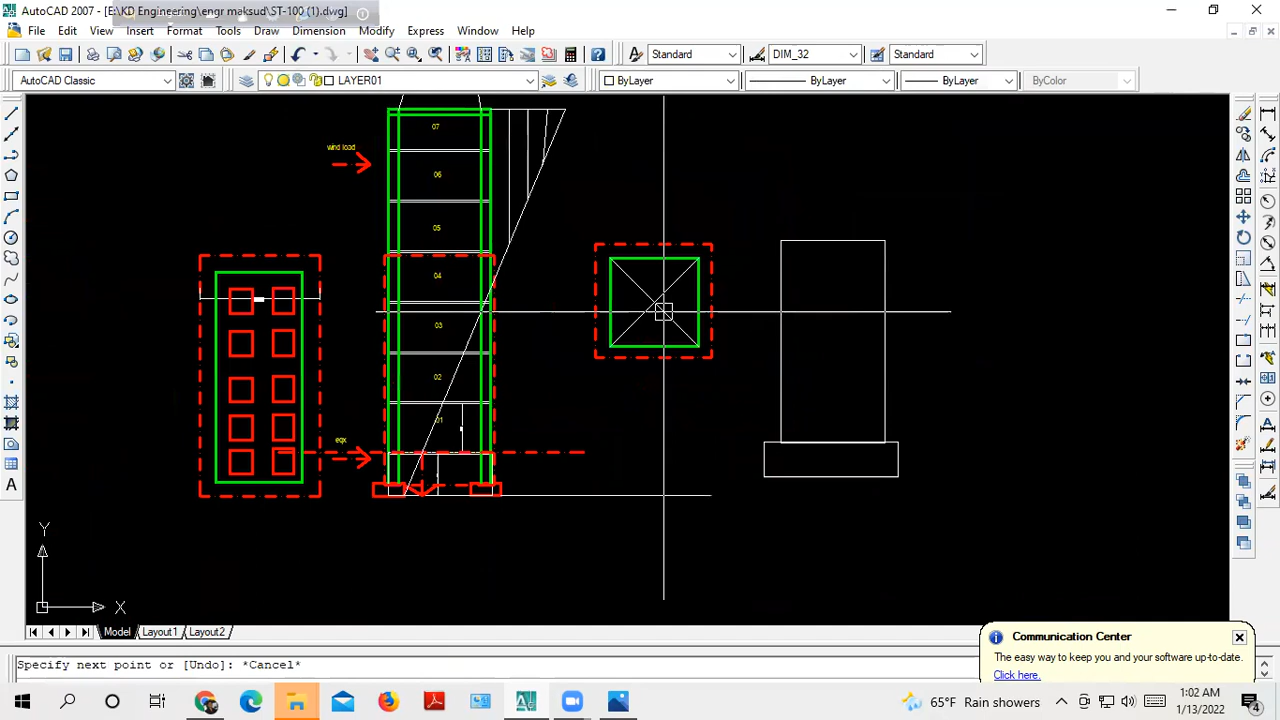 AutoCAD 2007 - [E:\KD Engineering\engr maksud\ST-100 (1).dwg]
File Edit View Insert Format Tools Draw Dimension Modify Express Window Help
Standard DIM_32 Standard
AutoCAD Classic LAYER01 ByLayer ByLayer ByLayer ByColor
07
wind load
06
05
04
03
02
01
eqx
Y
X
Model Layout1 Layout2
Communication Center
The easy way to keep you and your software up-to-date.
Click here.
Specify next point or [Undo]: *Cancel*
65°F Rain showers
1:02 AM
1/13/2022
4